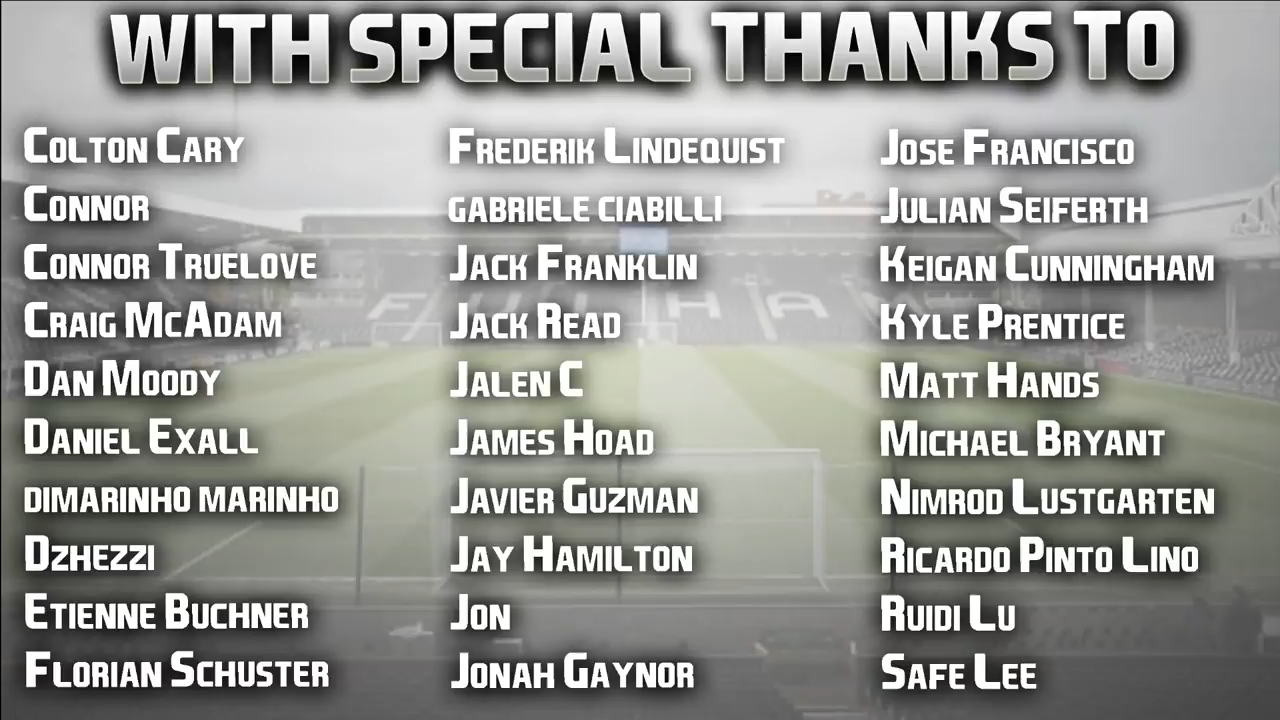 WITH SPECIAL THANKS TO
Colton Cary
Connor
Connor Truelove
Craig McAdam
Dan Moody
Daniel Exall
dimarinho marinho
Dzhezzi
Etienne Buchner
Florian Schuster
Frederik Lindequist
gabriele ciabilli
Jack Franklin
Jack Read
Jalen C
James Hoad
Javier Guzman
Jay Hamilton
Jon
Jonah Gaynor
Jose Francisco
Julian Seiferth
Keigan Cunningham
Kyle Prentice
Matt Hands
Michael Bryant
Nimrod Lustgarten
Ricardo Pinto Lino
Ruidi Lu
Safe Lee
FULHA